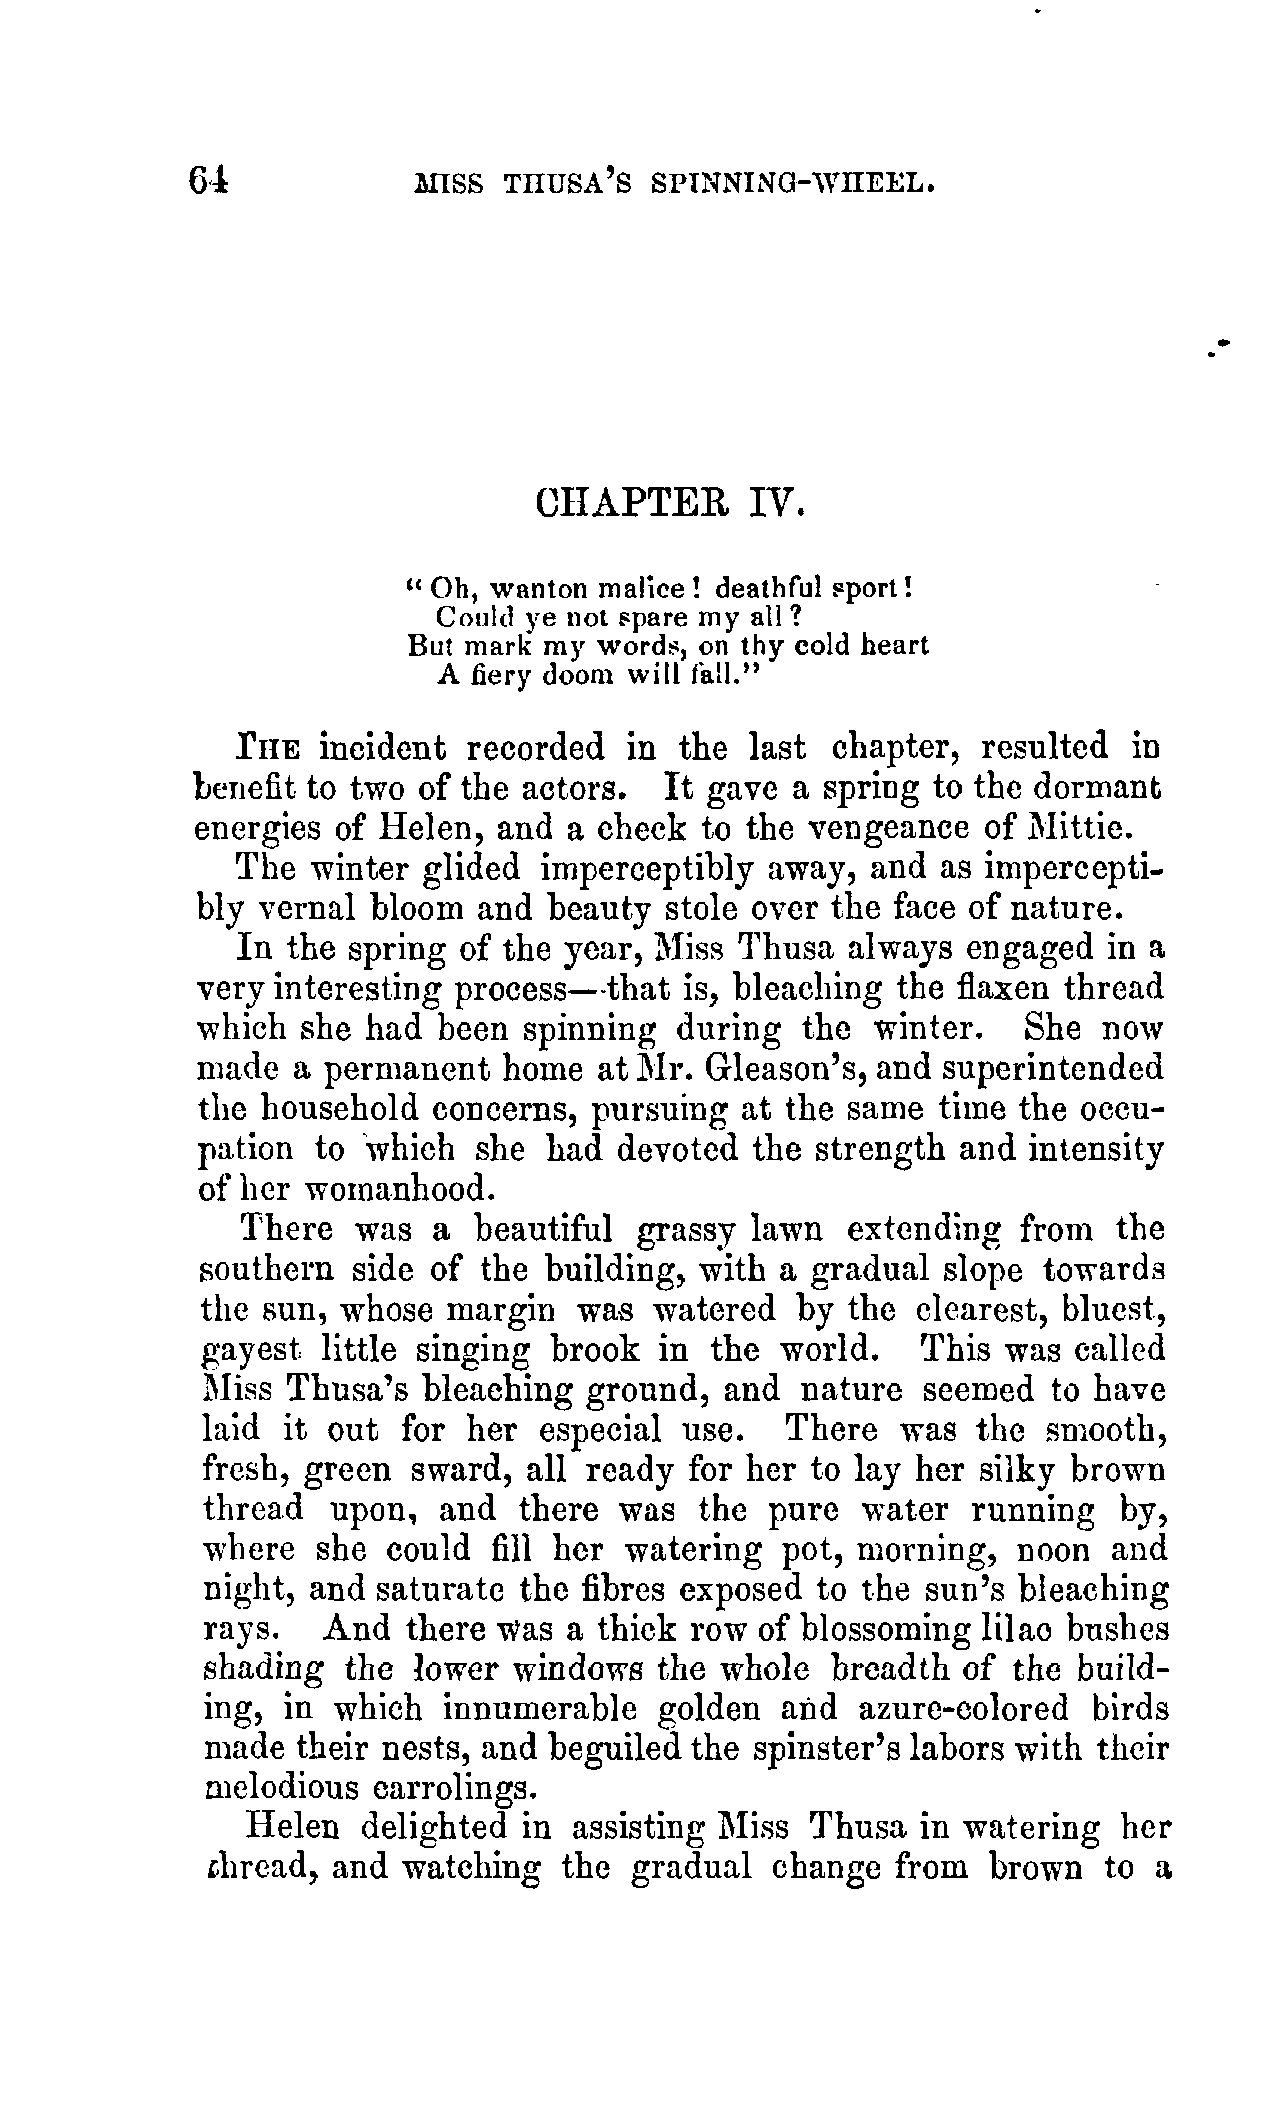 64 MISS THUSA'S SPINNING-WHEEL.
CHAPTER IV.
"Oh, wanton malice! deathful sport!
Could ye not spare my all?
But mark my words, on thy cold heart
A fiery doom will fall."
THE incident recorded in the last chapter, resulted in
benefit to two of the actors. It gave a spring to the dormant
energies of Helen, and a check to the vengeance of Mittie.
The winter glided imperceptibly away, and as impercepti-
bly vernal bloom and beauty stole over the face of nature.
In the spring of the year, Miss Thusa always engaged in a
very interesting process—that is, bleaching the flaxen thread
which she had been spinning during the winter. She now
made a permanent home at Mr. Gleason's, and superintended
the household concerns, pursuing at the same time the occu-
pation to which she had devoted the strength and intensity
of her womanhood.
There was a beautiful grassy lawn extending from the
southern side of the building, with a gradual slope towards
the sun, whose margin was watered by the clearest, bluest,
gayest little singing brook in the world. This was called
Miss Thusa's bleaching ground, and nature seemed to have
laid it out for her especial use. There was the smooth,
fresh, green sward, all ready for her to lay her silky brown
thread upon, and there was the pure water running by,
where she could fill her watering pot, morning, noon and
night, and saturate the fibres exposed to the sun's bleaching
rays. And there was a thick row of blossoming lilac bushes
shading the lower windows the whole breadth of the build-
ing, in which innumerable golden and azure-colored birds
made their nests, and beguiled the spinster's labors with their
melodious carrolings.
Helen delighted in assisting Miss Thusa in watering her
thread, and watching the gradual change from brown to a